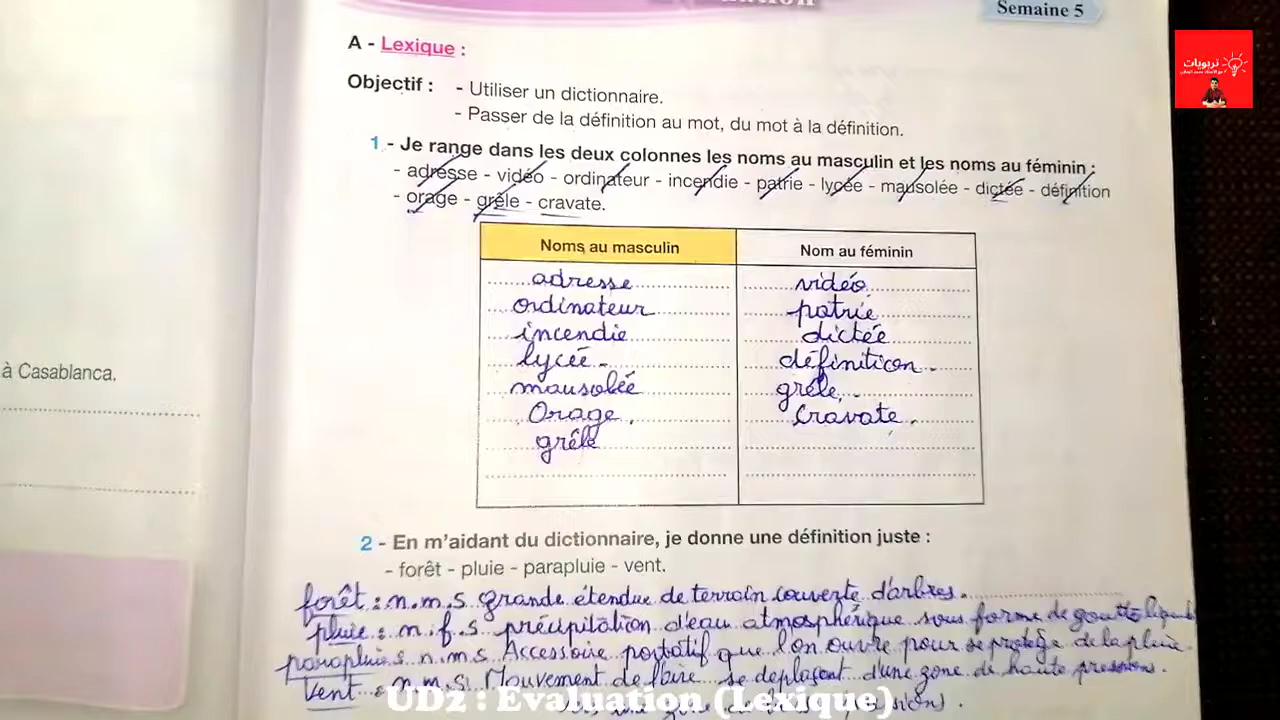 Semaine 5
تربويات
A - Lexique :
Objectif : - Utiliser un dictionnaire.
- Passer de la définition au mot, du mot à la définition.
1 - Je range dans les deux colonnes les noms au masculin et les noms au féminin :
- adresse - vidéo - ordinateur - incendie - patrie - lycée - mausolée - dictée - définition
- orage - grêle - cravate.
Noms au masculin Nom au féminin
adresse vidéo
ordinateur patrie
incendie dictée
lycée définition
mausolée grêle
Orage cravate
grêle
à Casablanca.
2 - En m'aidant du dictionnaire, je donne une définition juste :
- forêt - pluie - parapluie - vent.
forêt : n.m.s grande étendue de terrain couverte d'arbres.
pluie : n.f.s précipitation d'eau atmosphérique sous forme de goutte
parapluie : n.m.s Accessoire portatif que l'on ouvre pour se protége de la pluie
Vent : n.m.s Mouvement de se deplaçant d'une zone de haute pressions.
UD2 : Evaluation (Lexique)